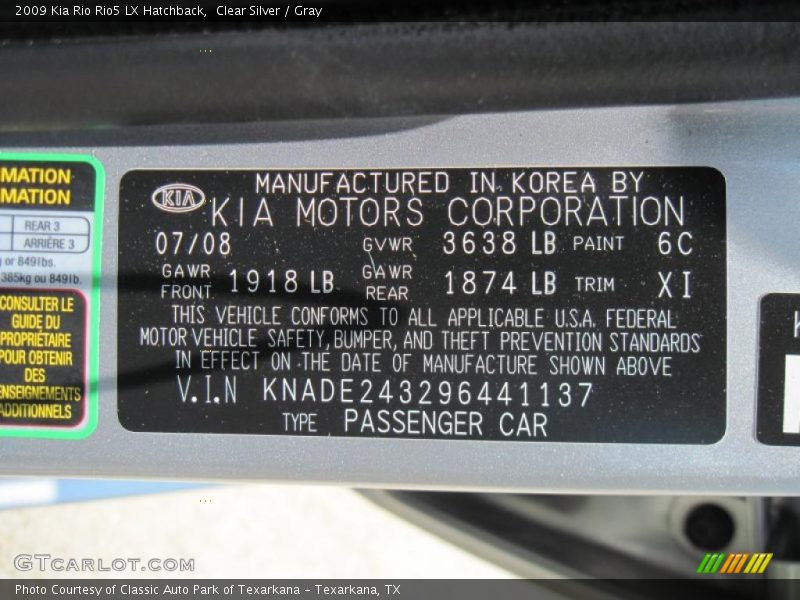 2009 Kia Rio Rio5 LX Hatchback,  Clear Silver / Gray
MATION
MATION
REAR 3
ARRIÈRE 3
or 849lbs.
385kg ou 849lb.
CONSULTER LE
GUIDE DU
PROPRIÉTAIRE
POUR OBTENIR
DES
ENSEIGNEMENTS
ADDITIONNELS
KIA
MANUFACTURED IN KOREA BY
KIA MOTORS CORPORATION
07/08 GVWR 3638 LB PAINT 6C
GAWR FRONT 1918 LB GAWR REAR 1874 LB TRIM XI
THIS VEHICLE CONFORMS TO ALL APPLICABLE U.S.A. FEDERAL
MOTOR VEHICLE SAFETY, BUMPER, AND THEFT PREVENTION STANDARDS
IN EFFECT ON THE DATE OF MANUFACTURE SHOWN ABOVE
V.I.N KNADE243296441137
TYPE PASSENGER CAR
GTCARLOT.COM
Photo Courtesy of Classic Auto Park of Texarkana - Texarkana, TX